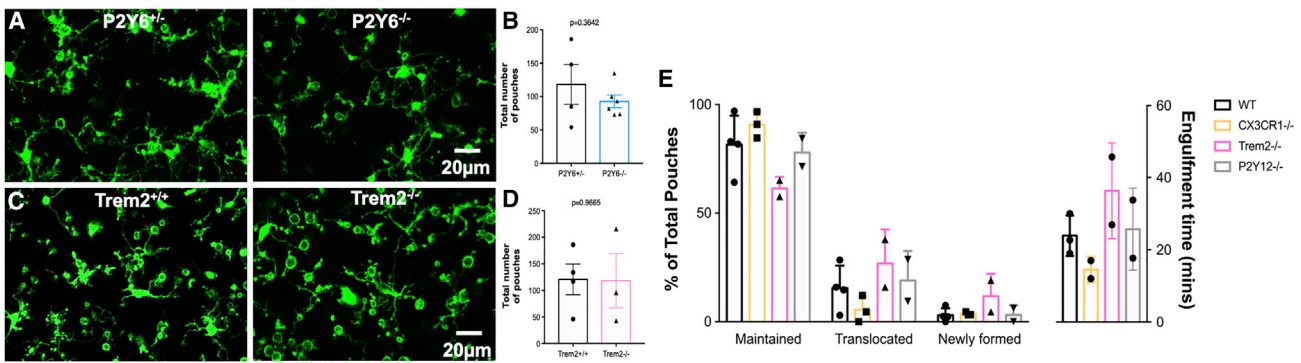 A
P2Y6+/-
P2Y6-/-
20μm
B
p=0.3642
Total number
of pouches
200
150
100
50
0
P2Y6+/-
P2Y6-/-
C
Trem2+/+
Trem2-/-
20μm
D
p=0.9665
Total number
of pouches
250
200
150
100
50
0
Trem2+/+
Trem2-/-
E
% of Total Pouches
100
50
0
Maintained
Translocated
Newly formed
60
40
20
0
Engulfment time (mins)
WT
CX3CR1-/-
Trem2-/-
P2Y12-/-